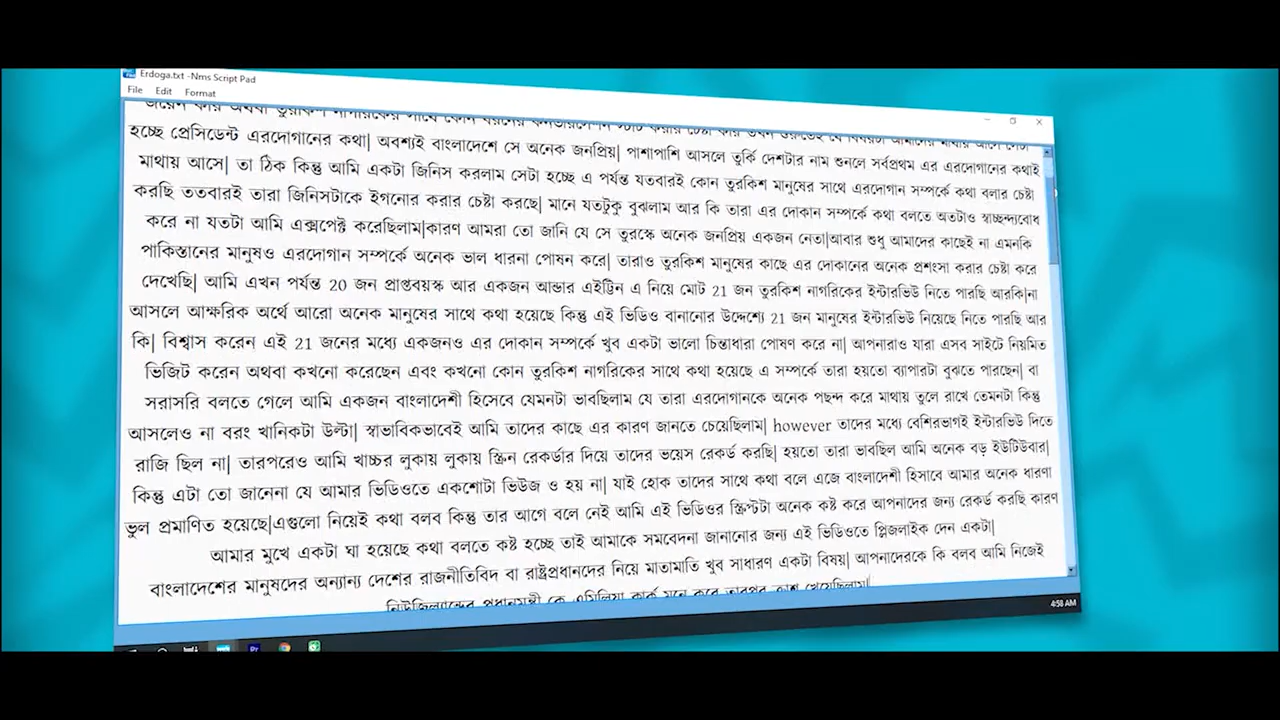 Erdoga.txt -Nms Script Pad
File Edit Format
হচ্ছে প্রেসিডেন্ট এরদোগানের কথা| অবশ্যই বাংলাদেশে সে অনেক জনপ্রিয়| পাশাপাশি আসলে তুর্কি দেশটার নাম শুনলে সর্বপ্রথম এর এরদোগানের কথাই
মাথায় আসে| তা ঠিক কিন্তু আমি একটা জিনিস করলাম সেটা হচ্ছে এ পর্যন্ত যতবারই কোন তুরকিশ মানুষের সাথে এরদোগান সম্পর্কে কথা বলার চেষ্টা
করছি ততবারই তারা জিনিসটাকে ইগনোর করার চেষ্টা করছে| মানে যতটুকু বুঝলাম আর কি তারা এর দোকান সম্পর্কে কথা বলতে অতটাও স্বাচ্ছন্দ্যবোধ
করে না যতটা আমি এক্সপেক্ট করেছিলাম|কারণ আমরা তো জানি যে সে তুরস্কে অনেক জনপ্রিয় একজন নেতা|আবার শুধু আমাদের কাছেই না এমনকি
পাকিস্তানের মানুষও এরদোগান সম্পর্কে অনেক ভাল ধারনা পোষন করে| তারাও তুরকিশ মানুষের কাছে এর দোকানের অনেক প্রশংসা করার চেষ্টা করে
দেখেছি| আমি এখন পর্যন্ত 20 জন প্রাপ্তবয়স্ক আর একজন আন্ডার এইট্টিন এ নিয়ে মোট 21 জন তুরকিশ নাগরিকের ইন্টারভিউ নিতে পারছি আরকি|না
আসলে আক্ষরিক অর্থে আরো অনেক মানুষের সাথে কথা হয়েছে কিন্তু এই ভিডিও বানানোর উদ্দেশ্যে 21 জন মানুষের ইন্টারভিউ নিয়েছে নিতে পারছি আর
কি| বিশ্বাস করেন এই 21 জনের মধ্যে একজনও এর দোকান সম্পর্কে খুব একটা ভালো চিন্তাধারা পোষণ করে না| আপনারাও যারা এসব সাইটে নিয়মিত
ভিজিট করেন অথবা কখনো করেছেন এবং কখনো কোন তুরকিশ নাগরিকের সাথে কথা হয়েছে এ সম্পর্কে তারা হয়তো ব্যাপারটা বুঝতে পারছেন| বা
সরাসরি বলতে গেলে আমি একজন বাংলাদেশী হিসেবে যেমনটা ভাবছিলাম যে তারা এরদোগানকে অনেক পছন্দ করে মাথায় তুলে রাখে তেমনটা কিন্তু
আসলেও না বরং খানিকটা উল্টা| স্বাভাবিকভাবেই আমি তাদের কাছে এর কারণ জানতে চেয়েছিলাম| however তাদের মধ্যে বেশিরভাগই ইন্টারভিউ দিতে
রাজি ছিল না| তারপরেও আমি খাচ্চর লুকায় লুকায় স্ক্রিন রেকর্ডার দিয়ে তাদের ভয়েস রেকর্ড করছি| হয়তো তারা ভাবছিল আমি অনেক বড় ইউটিউবার|
কিন্তু এটা তো জানেনা যে আমার ভিডিওতে একশোটা ভিউজ ও হয় না| যাই হোক তাদের সাথে কথা বলে এজে বাংলাদেশী হিসাবে আমার অনেক ধারণা
ভুল প্রমাণিত হয়েছে|এগুলো নিয়েই কথা বলব কিন্তু তার আগে বলে নেই আমি এই ভিডিওর স্ক্রিপ্টটা অনেক কষ্ট করে আপনাদের জন্য রেকর্ড করছি কারণ
আমার মুখে একটা ঘা হয়েছে কথা বলতে কষ্ট হচ্ছে তাই আমাকে সমবেদনা জানানোর জন্য এই ভিডিওতে প্লিজলাইক দেন একটা|
বাংলাদেশের মানুষদের অন্যান্য দেশের রাজনীতিবিদ বা রাষ্ট্রপ্রধানদের নিয়ে মাতামাতি খুব সাধারণ একটা বিষয়| আপনাদেরকে কি বলব আমি নিজেই
নিউজিল্যান্ডের প্রধানমন্ত্রী কে এমিলিয়া ক্লার্ক মনে করে তারপর ক্রাশ খেয়েছিলাম|
4:58 AM